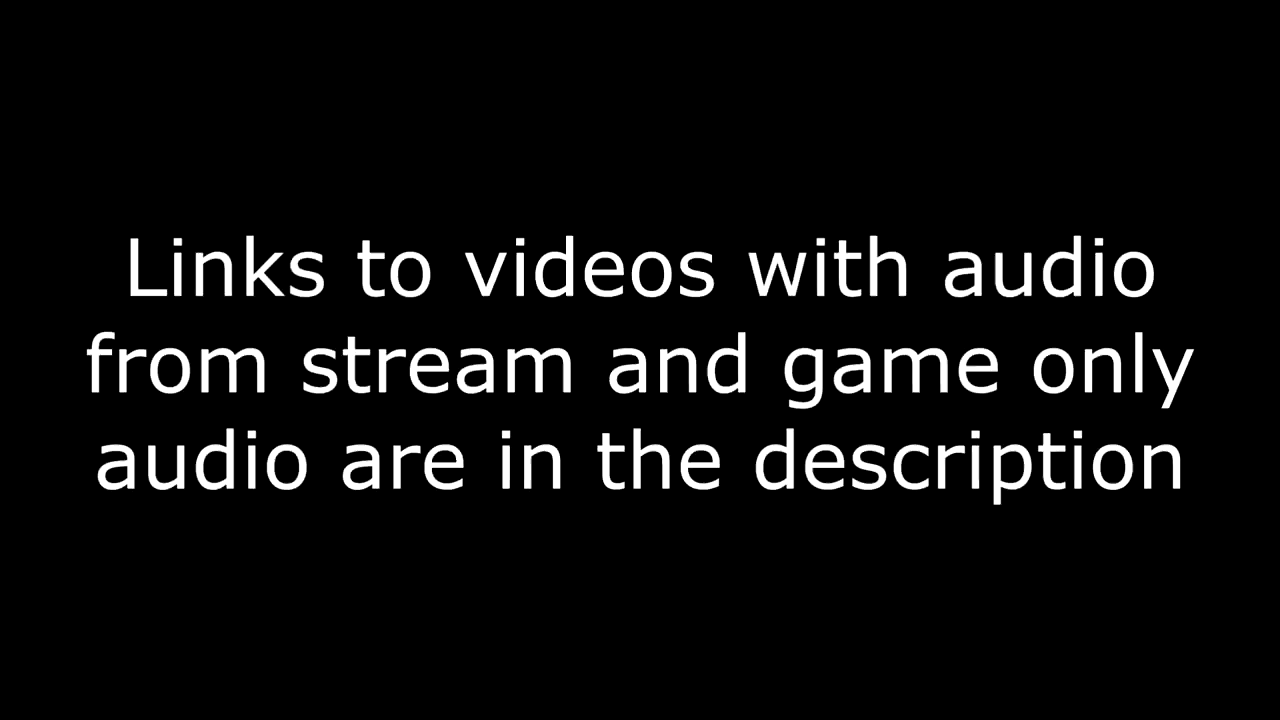 Links to videos with audio
from stream and game only
audio are in the description